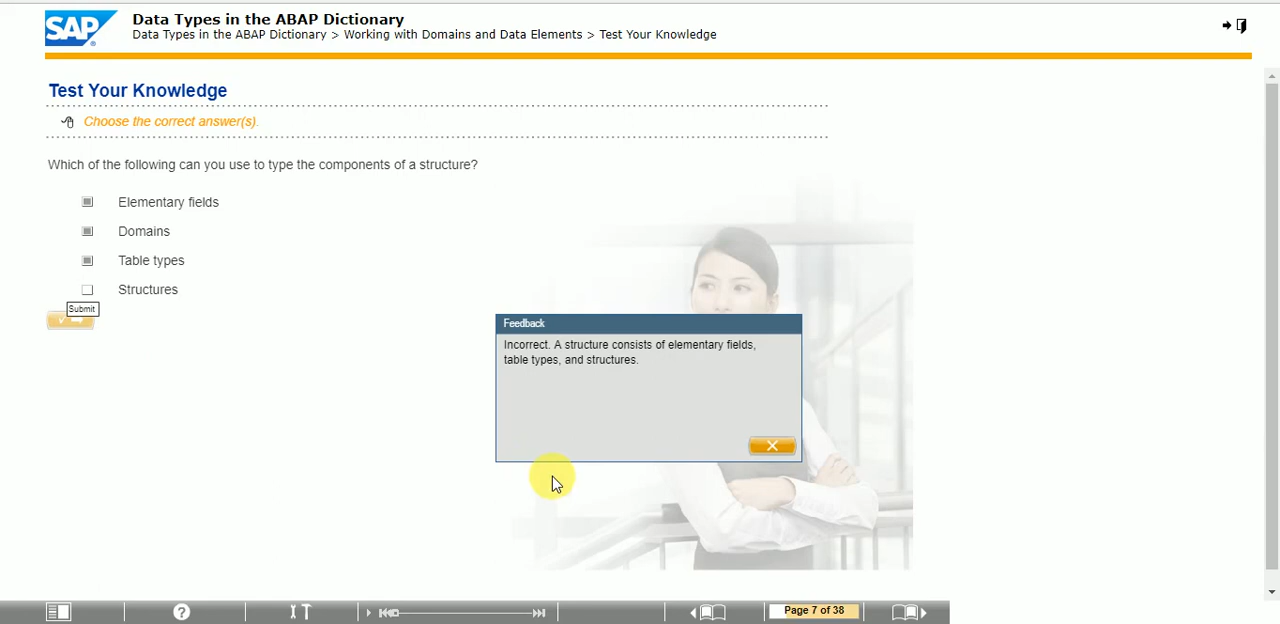 SAP
Data Types in the ABAP Dictionary
Data Types in the ABAP Dictionary > Working with Domains and Data Elements > Test Your Knowledge
Test Your Knowledge
Choose the correct answer(s).
Which of the following can you use to type the components of a structure?
Elementary fields
Domains
Table types
Structures
Submit
Feedback
Incorrect. A structure consists of elementary fields,
table types, and structures.
Page 7 of 38